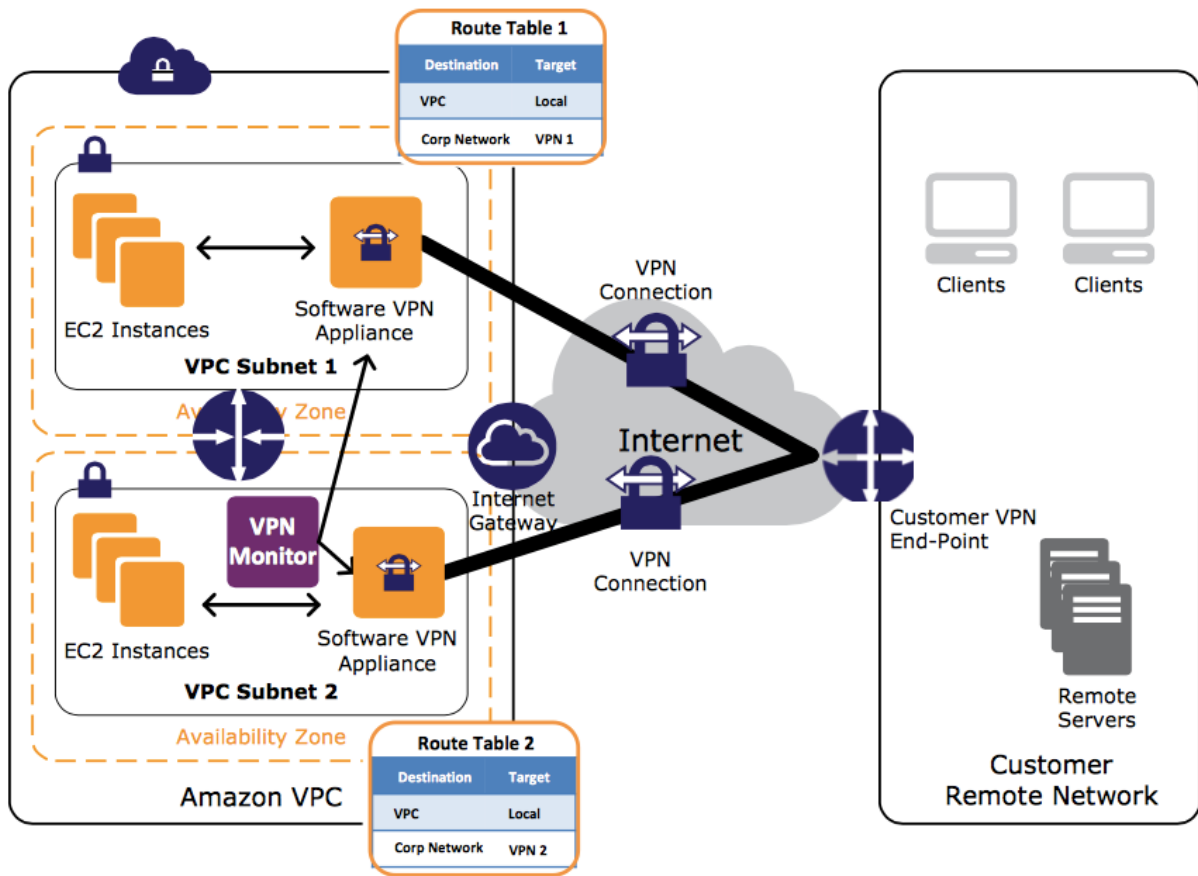 Route Table 1
Destination Target
VPC Local
Corp Network VPN 1
EC2 Instances
Software VPN
Appliance
VPC Subnet 1
Availability Zone
VPN
Monitor
EC2 Instances
Software VPN
Appliance
VPC Subnet 2
Availability Zone
Amazon VPC
Route Table 2
Destination Target
VPC Local
Corp Network VPN 2
Internet
Gateway
VPN
Connection
Internet
VPN
Connection
Clients
Clients
Customer VPN
End-Point
Remote
Servers
Customer
Remote Network